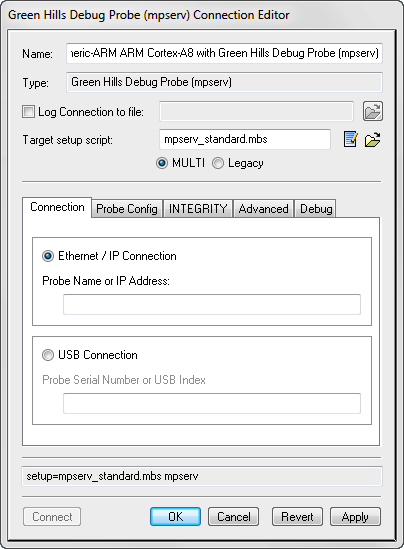 Green Hills Debug Probe (mpserv) Connection Editor
Name: neric-ARM ARM Cortex-A8 with Green Hills Debug Probe (mpserv)
Type: Green Hills Debug Probe (mpserv)
Log Connection to file:
Target setup script: mpserv_standard.mbs
MULTI Legacy
Connection Probe Config INTEGRITY Advanced Debug
Ethernet / IP Connection
Probe Name or IP Address:
USB Connection
Probe Serial Number or USB Index
setup=mpserv_standard.mbs mpserv
Connect OK Cancel Revert Apply